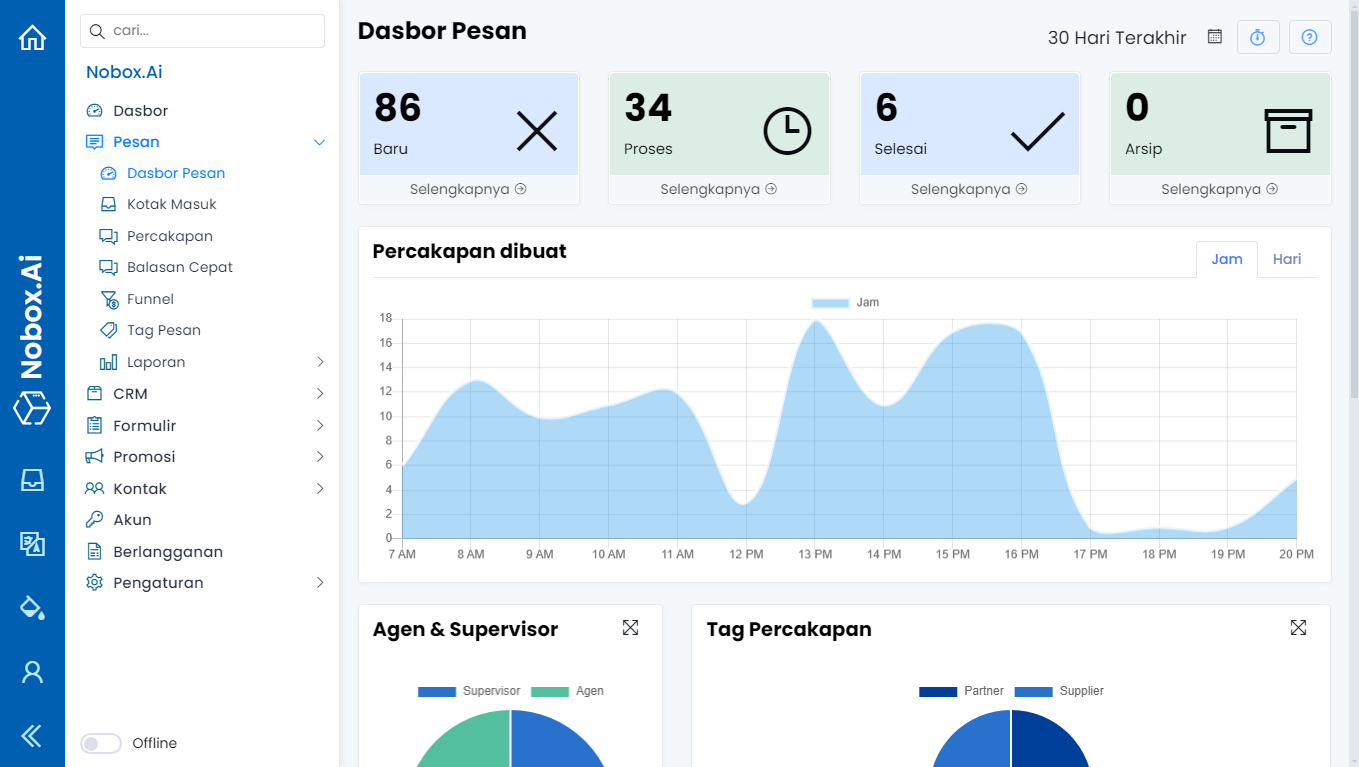 Nobox.Ai
cari...
Nobox.Ai
Dasbor
Pesan
Dasbor Pesan
Kotak Masuk
Percakapan
Balasan Cepat
Funnel
Tag Pesan
Laporan
CRM
Formulir
Promosi
Kontak
Akun
Berlangganan
Pengaturan
Offline
Dasbor Pesan
30 Hari Terakhir
86
Baru
Selengkapnya
34
Proses
Selengkapnya
6
Selesai
Selengkapnya
0
Arsip
Selengkapnya
Percakapan dibuat
Jam Hari
Jam
18
16
14
12
10
8
6
4
2
0
7 AM 8 AM 9 AM 10 AM 11 AM 12 PM 13 PM 14 PM 15 PM 16 PM 17 PM 18 PM 19 PM 20 PM
Agen & Supervisor
Supervisor Agen
Tag Percakapan
Partner Supplier